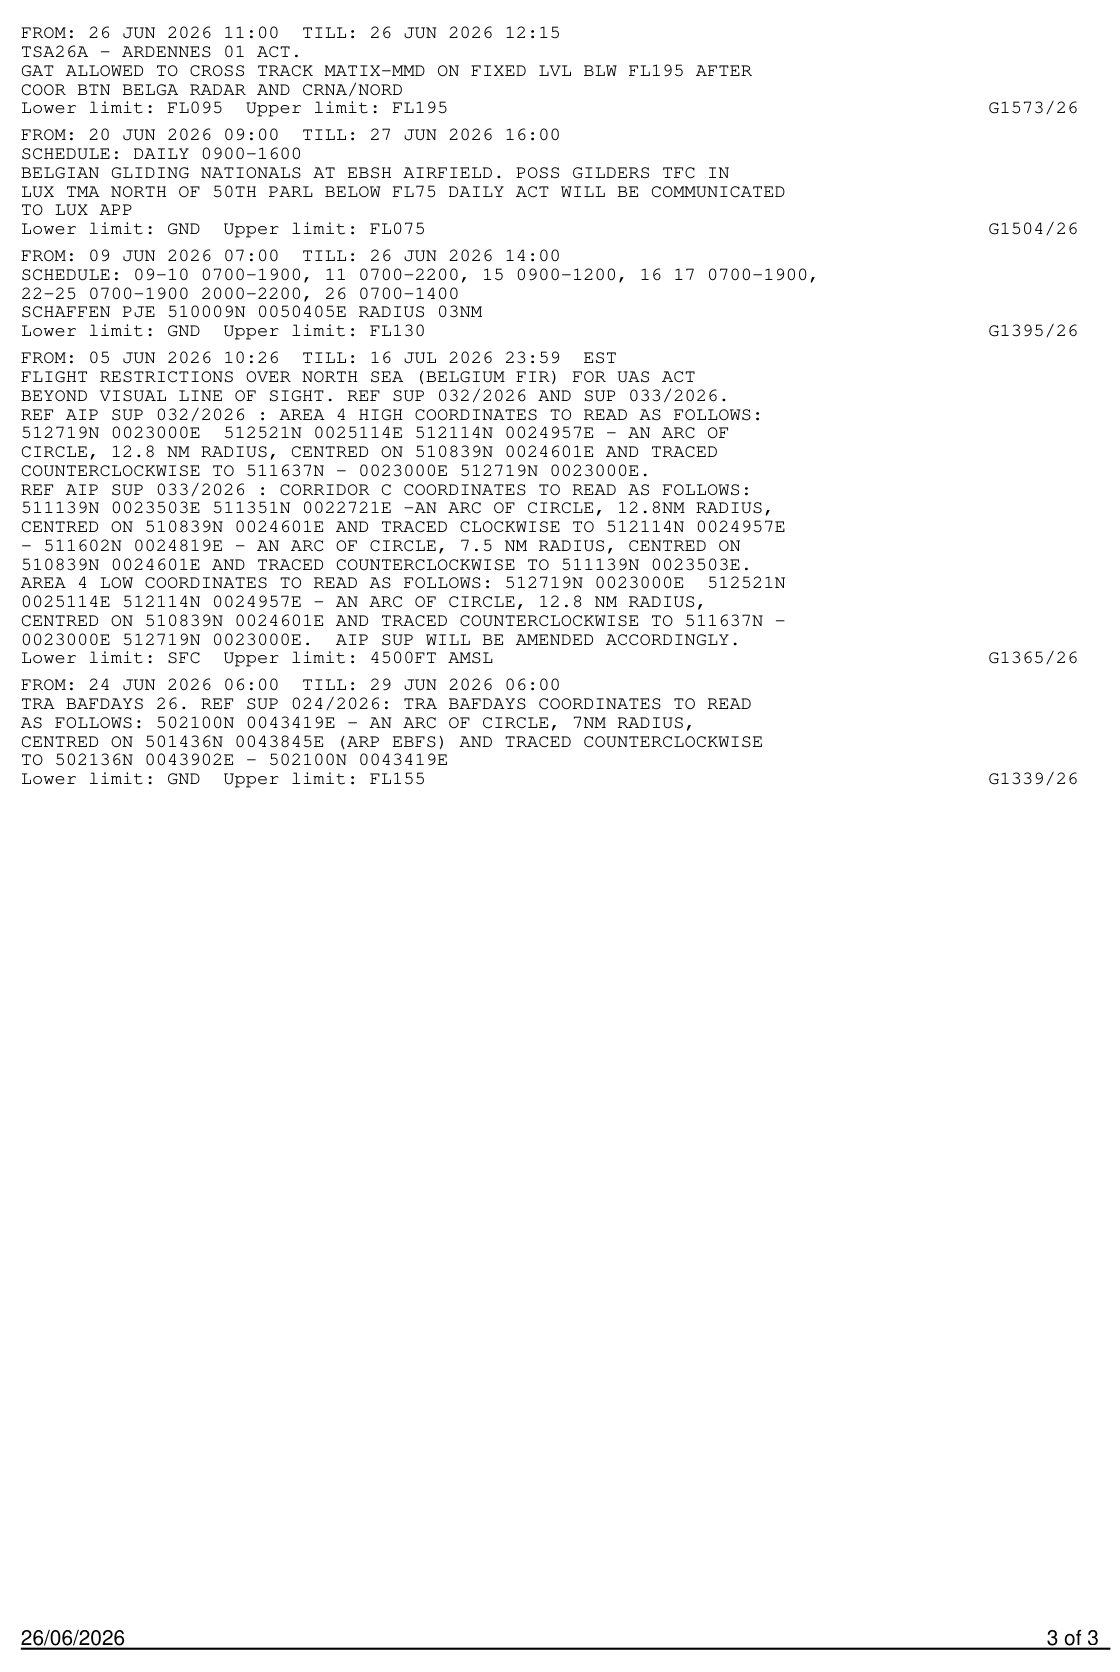 FROM: 26 JUN 2026 11:00  TILL: 26 JUN 2026 12:15
TSA26A - ARDENNES 01 ACT.
GAT ALLOWED TO CROSS TRACK MATIX-MMD ON FIXED LVL BLW FL195 AFTER
COOR BTN BELGA RADAR AND CRNA/NORD
Lower limit: FL095  Upper limit: FL195  G1573/26
FROM: 20 JUN 2026 09:00  TILL: 27 JUN 2026 16:00
SCHEDULE: DAILY 0900-1600
BELGIAN GLIDING NATIONALS AT EBSH AIRFIELD. POSS GILDERS TFC IN
LUX TMA NORTH OF 50TH PARL BELOW FL75 DAILY ACT WILL BE COMMUNICATED
TO LUX APP
Lower limit: GND  Upper limit: FL075  G1504/26
FROM: 09 JUN 2026 07:00  TILL: 26 JUN 2026 14:00
SCHEDULE: 09-10 0700-1900, 11 0700-2200, 15 0900-1200, 16 17 0700-1900,
22-25 0700-1900 2000-2200, 26 0700-1400
SCHAFFEN PJE 510009N 0050405E RADIUS 03NM
Lower limit: GND  Upper limit: FL130  G1395/26
FROM: 05 JUN 2026 10:26  TILL: 16 JUL 2026 23:59  EST
FLIGHT RESTRICTIONS OVER NORTH SEA (BELGIUM FIR) FOR UAS ACT
BEYOND VISUAL LINE OF SIGHT. REF SUP 032/2026 AND SUP 033/2026.
REF AIP SUP 032/2026 : AREA 4 HIGH COORDINATES TO READ AS FOLLOWS:
512719N 0023000E  512521N 0025114E 512114N 0024957E - AN ARC OF
CIRCLE, 12.8 NM RADIUS, CENTRED ON 510839N 0024601E AND TRACED
COUNTERCLOCKWISE TO 511637N - 0023000E 512719N 0023000E.
REF AIP SUP 033/2026 : CORRIDOR C COORDINATES TO READ AS FOLLOWS:
511139N 0023503E 511351N 0022721E -AN ARC OF CIRCLE, 12.8NM RADIUS,
CENTRED ON 510839N 0024601E AND TRACED CLOCKWISE TO 512114N 0024957E
- 511602N 0024819E - AN ARC OF CIRCLE, 7.5 NM RADIUS, CENTRED ON
510839N 0024601E AND TRACED COUNTERCLOCKWISE TO 511139N 0023503E.
AREA 4 LOW COORDINATES TO READ AS FOLLOWS: 512719N 0023000E  512521N
0025114E 512114N 0024957E - AN ARC OF CIRCLE, 12.8 NM RADIUS,
CENTRED ON 510839N 0024601E AND TRACED COUNTERCLOCKWISE TO 511637N -
0023000E 512719N 0023000E.  AIP SUP WILL BE AMENDED ACCORDINGLY.
Lower limit: SFC  Upper limit: 4500FT AMSL  G1365/26
FROM: 24 JUN 2026 06:00  TILL: 29 JUN 2026 06:00
TRA BAFDAYS 26. REF SUP 024/2026: TRA BAFDAYS COORDINATES TO READ
AS FOLLOWS: 502100N 0043419E - AN ARC OF CIRCLE, 7NM RADIUS,
CENTRED ON 501436N 0043845E (ARP EBFS) AND TRACED COUNTERCLOCKWISE
TO 502136N 0043902E - 502100N 0043419E
Lower limit: GND  Upper limit: FL155  G1339/26
26/06/2026  3 of 3